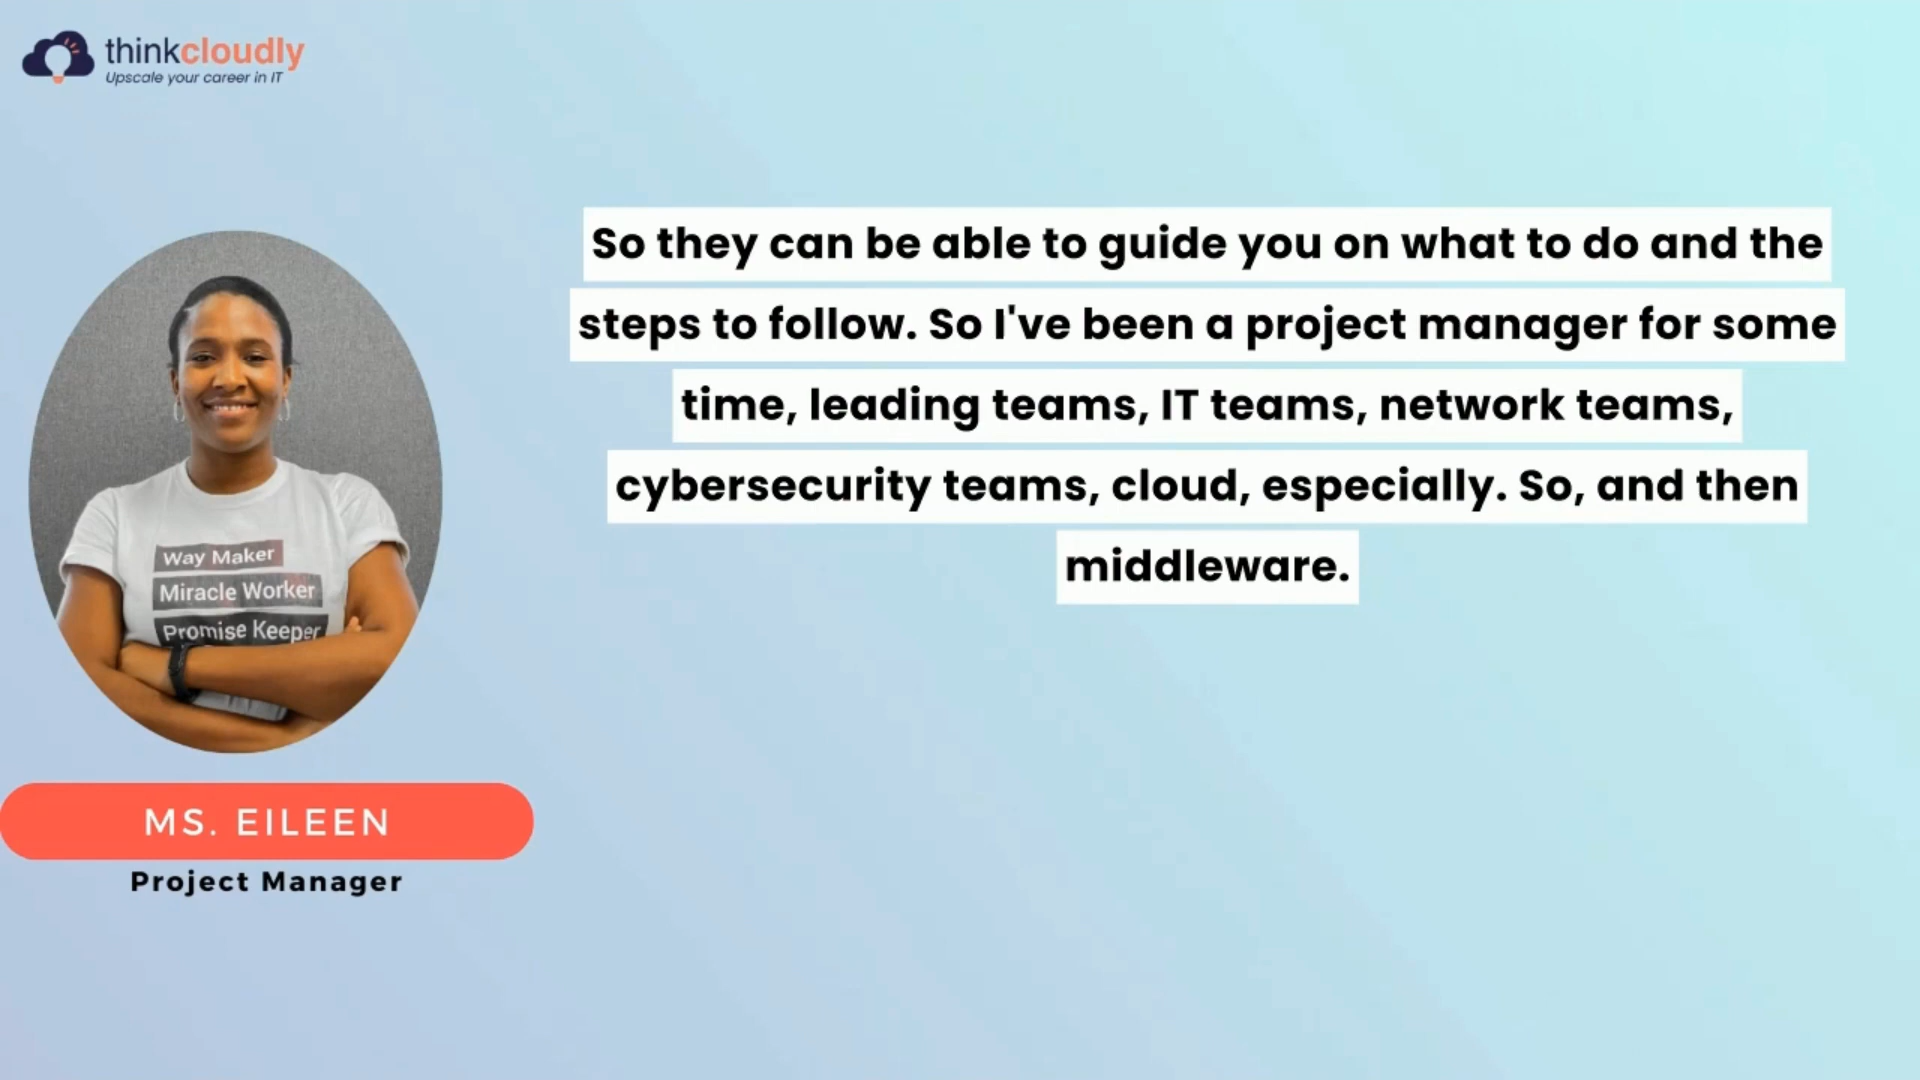 thinkcloudly
Upscale your career in IT
So they can be able to guide you on what to do and the
steps to follow. So I've been a project manager for some
time, leading teams, IT teams, network teams,
cybersecurity teams, cloud, especially. So, and then
middleware.
Way Maker
Miracle Worker
Promise Keeper
MS. EILEEN
Project Manager